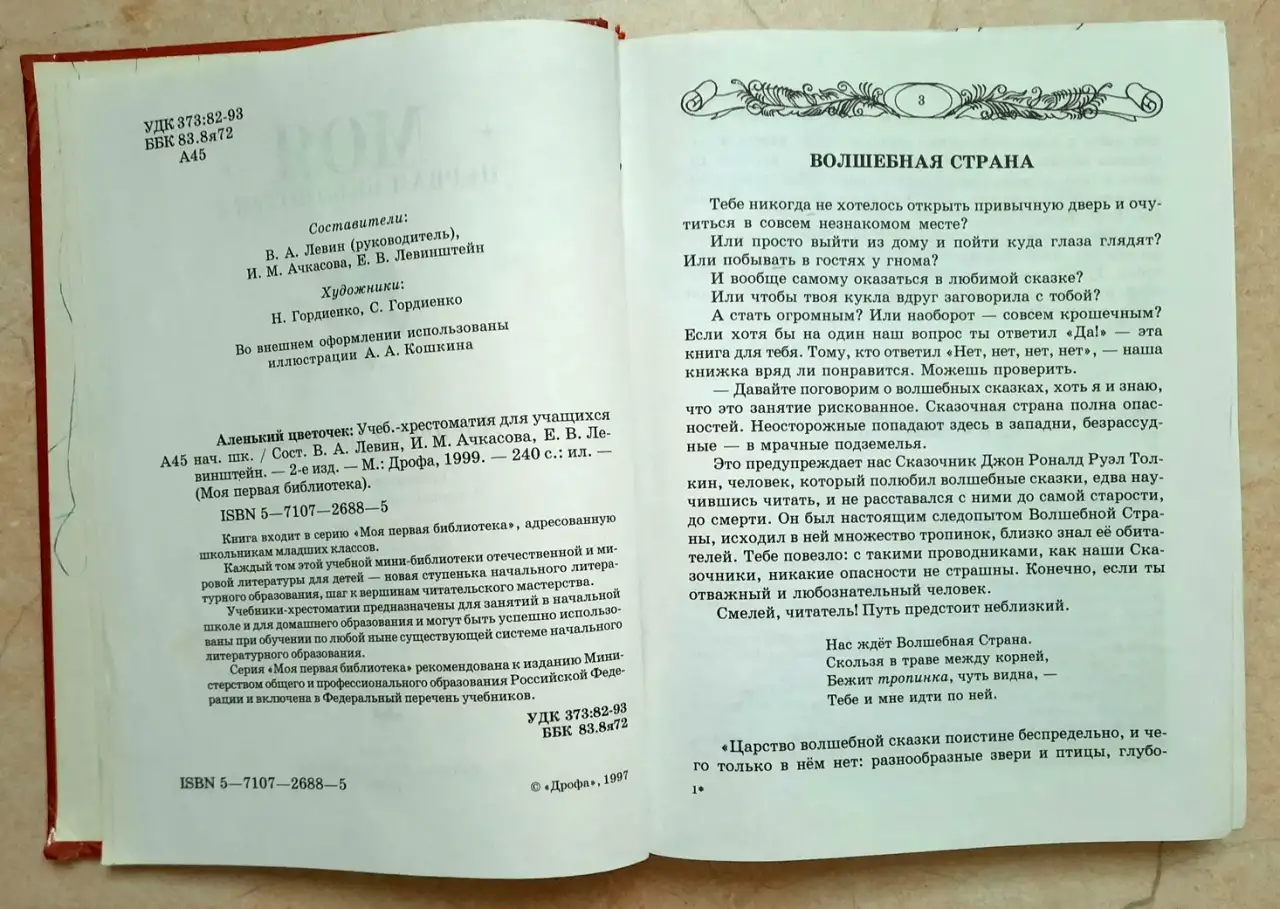 УДК 373:82-93
ББК 83.8я72
А45
Составители:
В. А. Левин (руководитель),
И. М. Ачкасова, Е. В. Левинштейн
Художники:
Н. Гордиенко, С. Гордиенко
Во внешнем оформлении использованы
иллюстрации А. А. Кошкина
Аленький цветочек: Учеб.-хрестоматия для учащихся
А45 нач. шк. / Сост. В. А. Левин, И. М. Ачкасова, Е. В. Ле-
винштейн. — 2-е изд. — М.: Дрофа, 1999. — 240 с.: ил. —
(Моя первая библиотека).
ISBN 5—7107—2688—5
Книга входит в серию «Моя первая библиотека», адресованную
школьникам младших классов.
Каждый том этой учебной мини-библиотеки отечественной и ми-
ровой литературы для детей — новая ступенька начального литера-
турного образования, шаг к вершинам читательского мастерства.
Учебники-хрестоматии предназначены для занятий в начальной
школе и для домашнего образования и могут быть успешно использо-
ваны при обучении по любой ныне существующей системе начального
литературного образования.
Серия «Моя первая библиотека» рекомендована к изданию Мини-
стерством общего и профессионального образования Российской Феде-
рации и включена в Федеральный перечень учебников.
УДК 373:82-93
ББК 83.8я72
ISBN 5—7107—2688—5
© «Дрофа», 1997
3
ВОЛШЕБНАЯ СТРАНА
Тебе никогда не хотелось открыть привычную дверь и очу-
титься в совсем незнакомом месте?
Или просто выйти из дому и пойти куда глаза глядят?
Или побывать в гостях у гнома?
И вообще самому оказаться в любимой сказке?
Или чтобы твоя кукла вдруг заговорила с тобой?
А стать огромным? Или наоборот — совсем крошечным?
Если хотя бы на один наш вопрос ты ответил «Да!» — эта
книга для тебя. Тому, кто ответил «Нет, нет, нет, нет», — наша
книжка вряд ли понравится. Можешь проверить.
— Давайте поговорим о волшебных сказках, хоть я и знаю,
что это занятие рискованное. Сказочная страна полна опас-
ностей. Неосторожные попадают здесь в западни, безрассуд-
ные — в мрачные подземелья.
Это предупреждает нас Сказочник Джон Роналд Руэл Тол-
кин, человек, который полюбил волшебные сказки, едва нау-
чившись читать, и не расставался с ними до самой старости,
до смерти. Он был настоящим следопытом Волшебной Стра-
ны, исходил в ней множество тропинок, близко знал её обита-
телей. Тебе повезло: с такими проводниками, как наши Ска-
зочники, никакие опасности не страшны. Конечно, если ты
отважный и любознательный человек.
Смелей, читатель! Путь предстоит неблизкий.
Нас ждёт Волшебная Страна.
Скользя в траве между корней,
Бежит тропинка, чуть видна, —
Тебе и мне идти по ней.
«Царство волшебной сказки поистине беспредельно, и че-
го только в нём нет: разнообразные звери и птицы, глубо-
1*